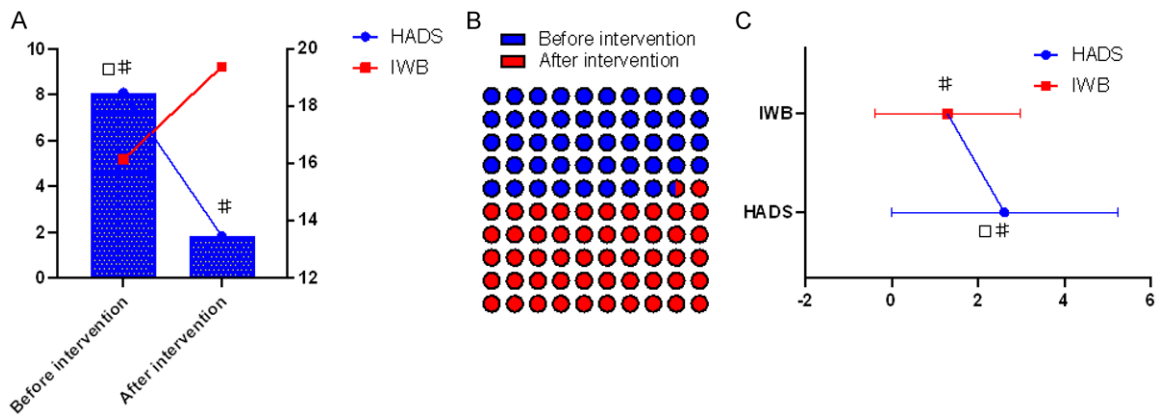 A
HADS
IWB
10
8
6
4
2
0
20
18
16
14
12
□#
#
Before intervention
After intervention
B
Before intervention
After intervention
C
HADS
IWB
IWB
HADS
#
□#
-2
0
2
4
6